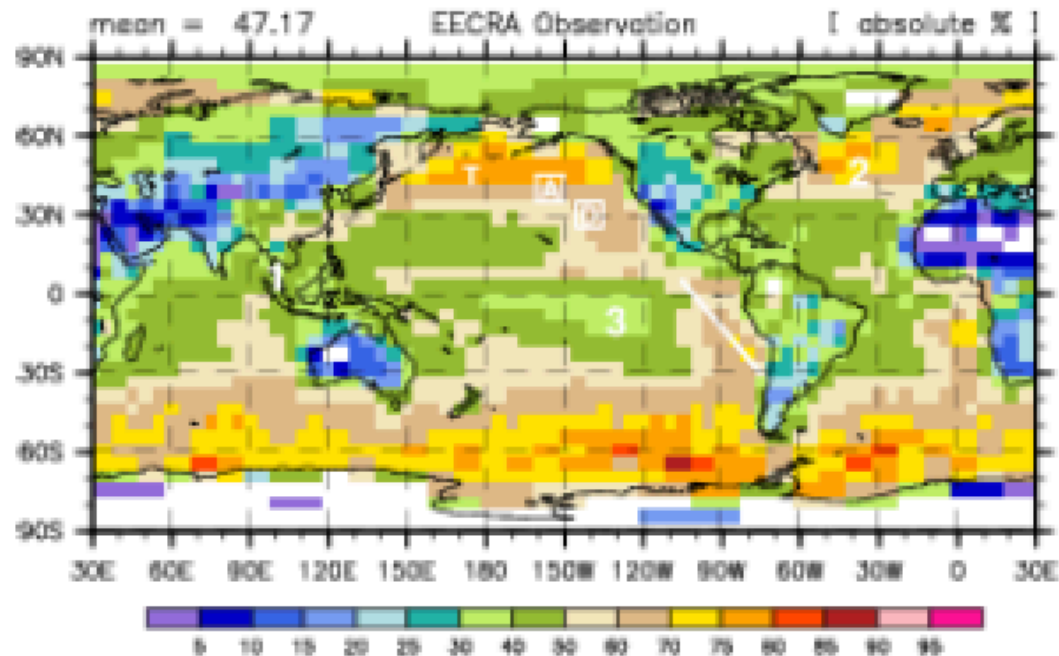 mean = 47.17 EECRA Observation [ absolute % ]
90N
60N
T
2
A
30N
C
1
0
3
30S
60S
90S
30E 60E 90E 120E 150E 180 150W 120W 90W 60W 0 30E
5 10 15 20 25 30 40 50 60 70 75 80 85 90 95